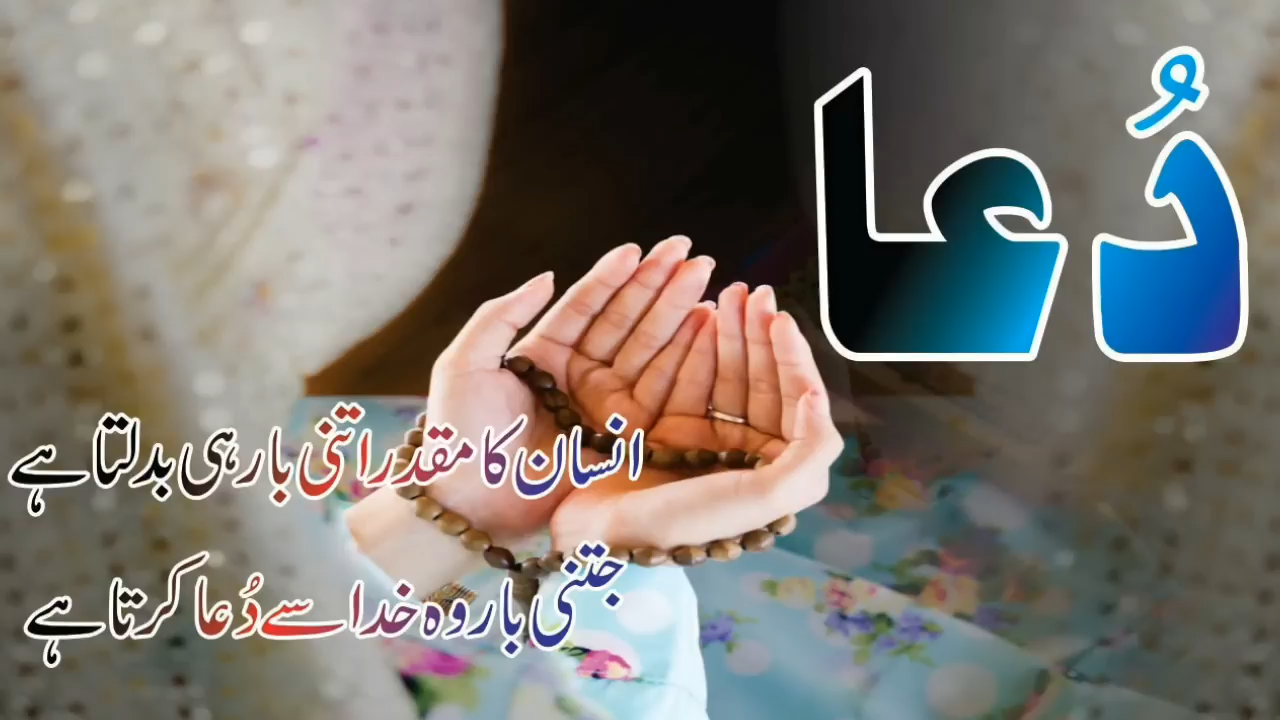 دُعا
انسان کا مقدر اتنی بار ہی بدلتا ہے
جتنی بار وہ خدا سے دُعا کرتا ہے